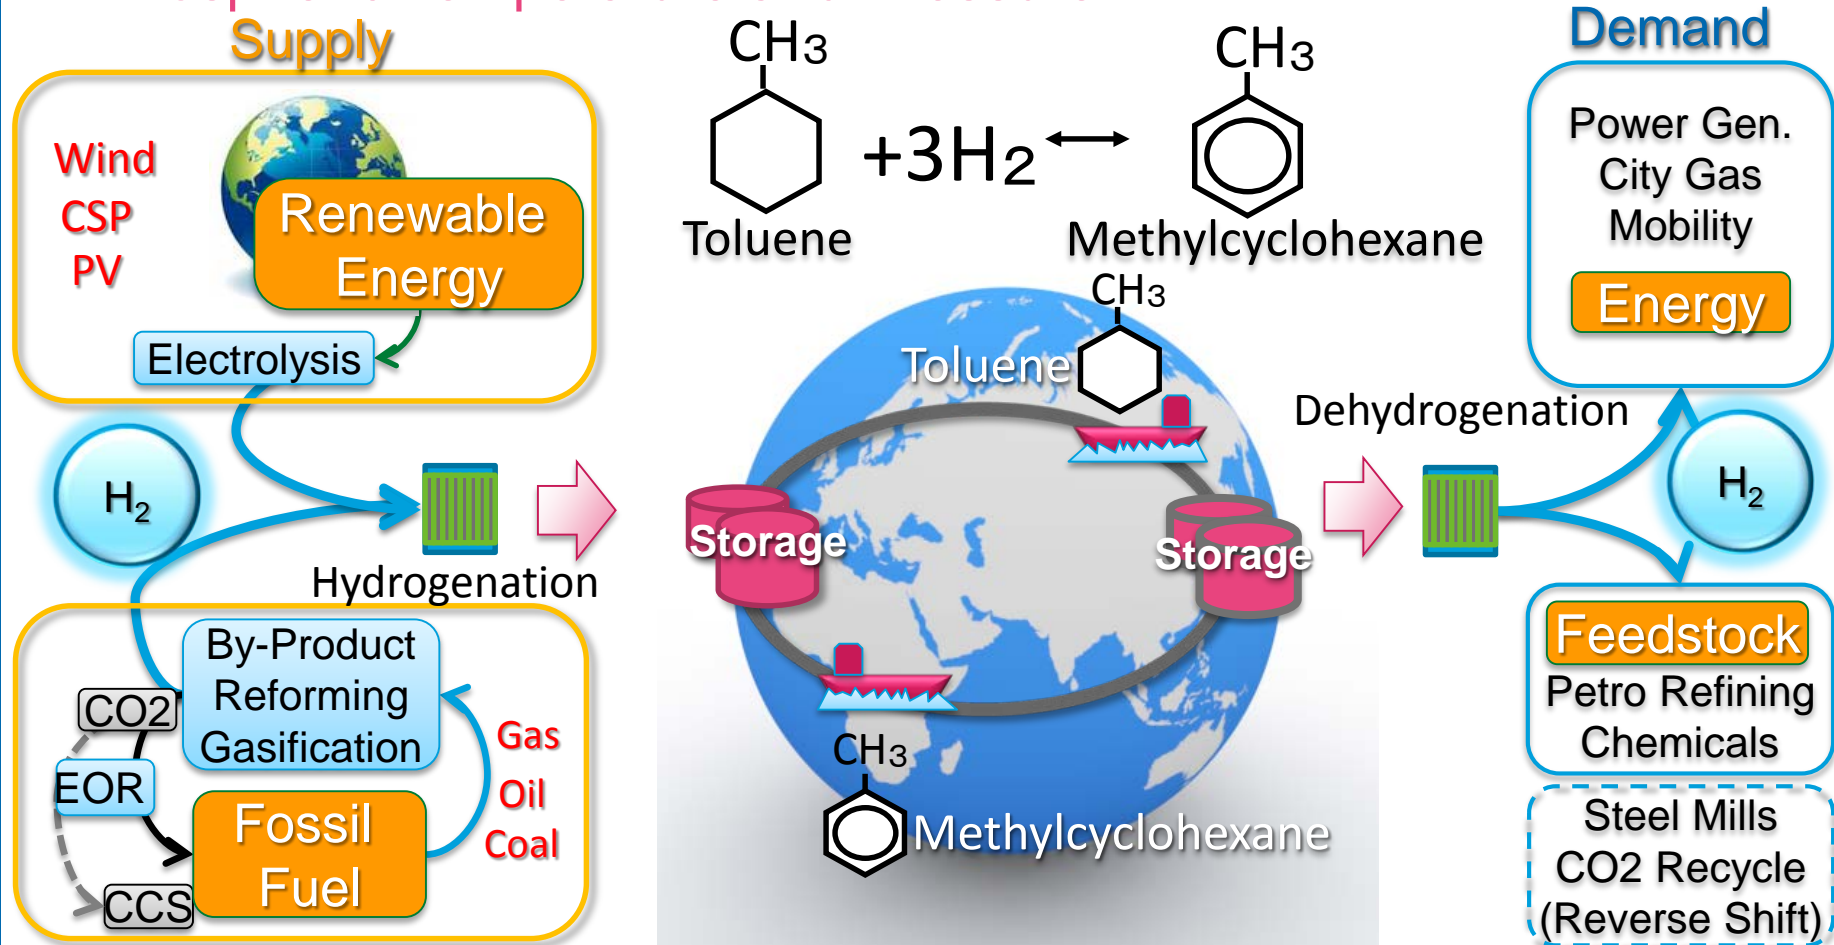 Supply
Wind
CSP
PV
Renewable
Energy
Electrolysis
H₂
Hydrogenation
By-Product
Reforming
Gasification
CO2
EOR
CCS
Fossil
Fuel
Gas
Oil
Coal
CH₃
Toluene
+3H₂
CH₃
Methylcyclohexane
CH₃
Toluene
Storage
Storage
CH₃
Methylcyclohexane
Dehydrogenation
Demand
Power Gen.
City Gas
Mobility
Energy
H₂
Feedstock
Petro Refining
Chemicals
Steel Mills
CO2 Recycle
(Reverse Shift)